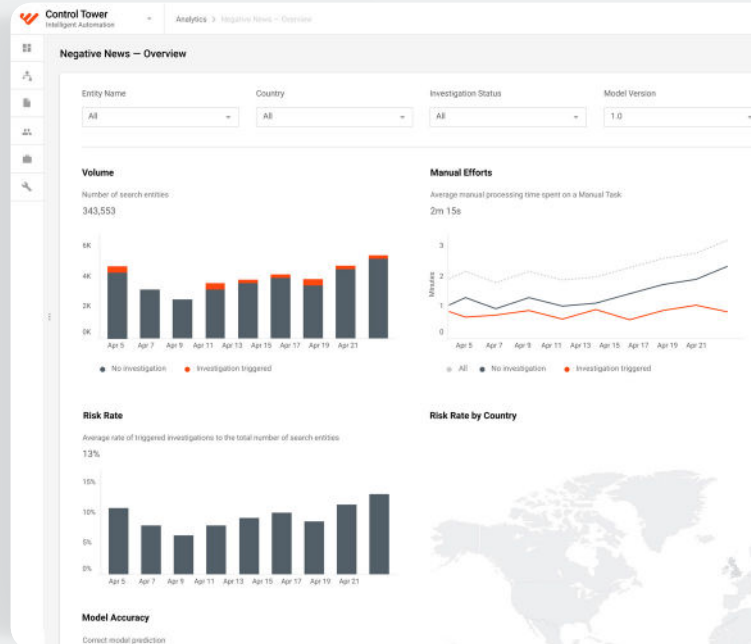 Control Tower
Intelligent Automation
Analytics > Negative News — Overview
Negative News — Overview
Entity Name
Country
Investigation Status
Model Version
All
All
All
1.0
Volume
Number of search entities
343,553
6K
4K
2K
0K
Apr 5 Apr 7 Apr 9 Apr 11 Apr 13 Apr 15 Apr 17 Apr 19 Apr 21
No investigation
Investigation triggered
Manual Efforts
Average manual processing time spent on a Manual Task
2m 15s
Minutes
3
2
1
0
Apr 5 Apr 7 Apr 9 Apr 11 Apr 13 Apr 15 Apr 17 Apr 19 Apr 21
All
No investigation
Investigation triggered
Risk Rate
Average rate of triggered investigations to the total number of search entities
13%
15%
10%
5%
0%
Apr 5 Apr 7 Apr 9 Apr 11 Apr 13 Apr 15 Apr 17 Apr 19 Apr 21
Risk Rate by Country
Model Accuracy
Correct model prediction